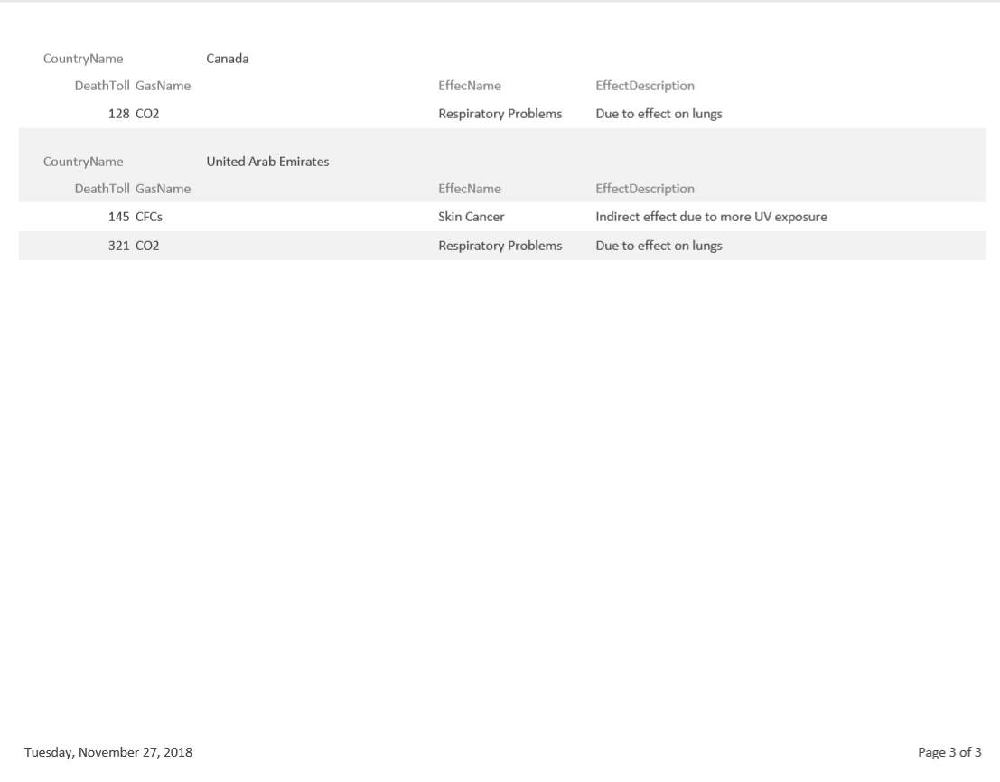 CountryName Canada
DeathToll GasName EffecName EffectDescription
128 CO2 Respiratory Problems Due to effect on lungs
CountryName United Arab Emirates
DeathToll GasName EffecName EffectDescription
145 CFCs Skin Cancer Indirect effect due to more UV exposure
321 CO2 Respiratory Problems Due to effect on lungs
Tuesday, November 27, 2018 Page 3 of 3